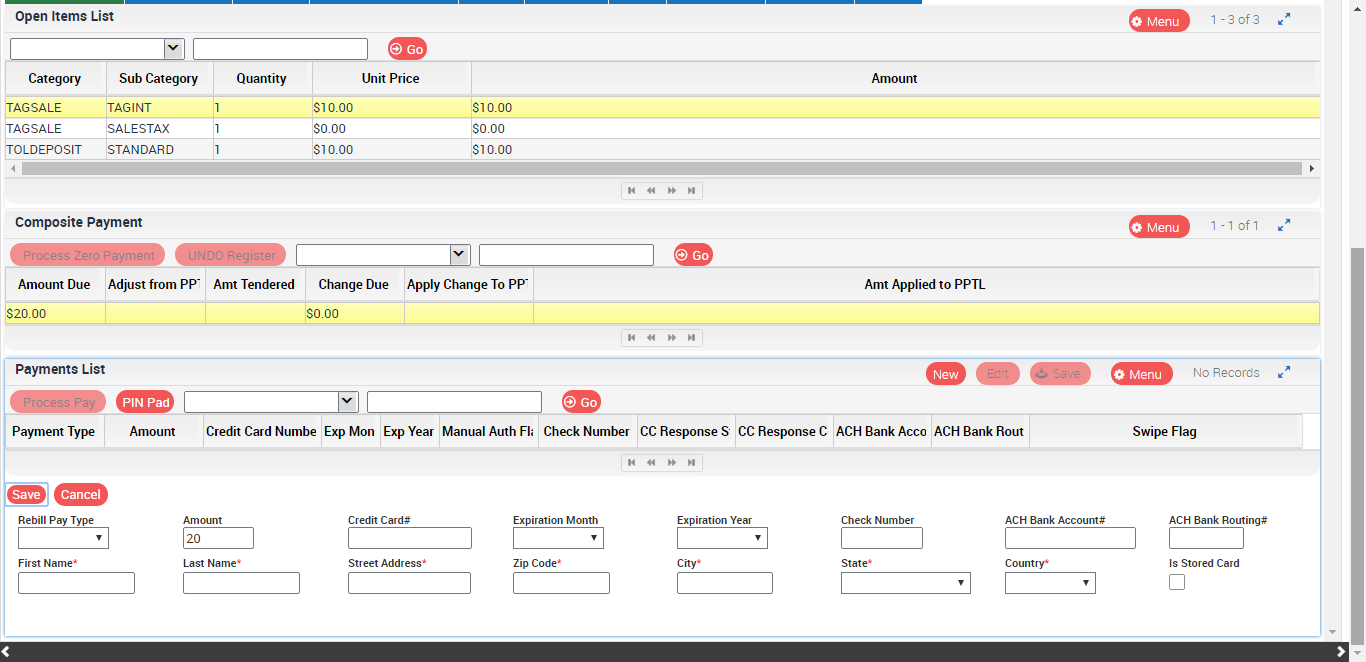 Open Items List
Menu 1 - 3 of 3
Go
Category Sub Category Quantity Unit Price Amount
TAGSALE TAGINT 1 $10.00 $10.00
TAGSALE SALESTAX 1 $0.00 $0.00
TOLDEPOSIT STANDARD 1 $10.00 $10.00
Composite Payment
Menu 1 - 1 of 1
Process Zero Payment UNDO Register Go
Amount Due Adjust from PPT Amt Tendered Change Due Apply Change To PPT Amt Applied to PPTL
$20.00 $0.00
Payments List
New Edit Save Menu No Records
Process Pay PIN Pad Go
Payment Type Amount Credit Card Numbe Exp Mon Exp Year Manual Auth Fla Check Number CC Response St CC Response C ACH Bank Acco ACH Bank Rout Swipe Flag
Save Cancel
Rebill Pay Type Amount Credit Card# Expiration Month Expiration Year Check Number ACH Bank Account# ACH Bank Routing#
20
First Name* Last Name* Street Address* Zip Code* City* State* Country* Is Stored Card